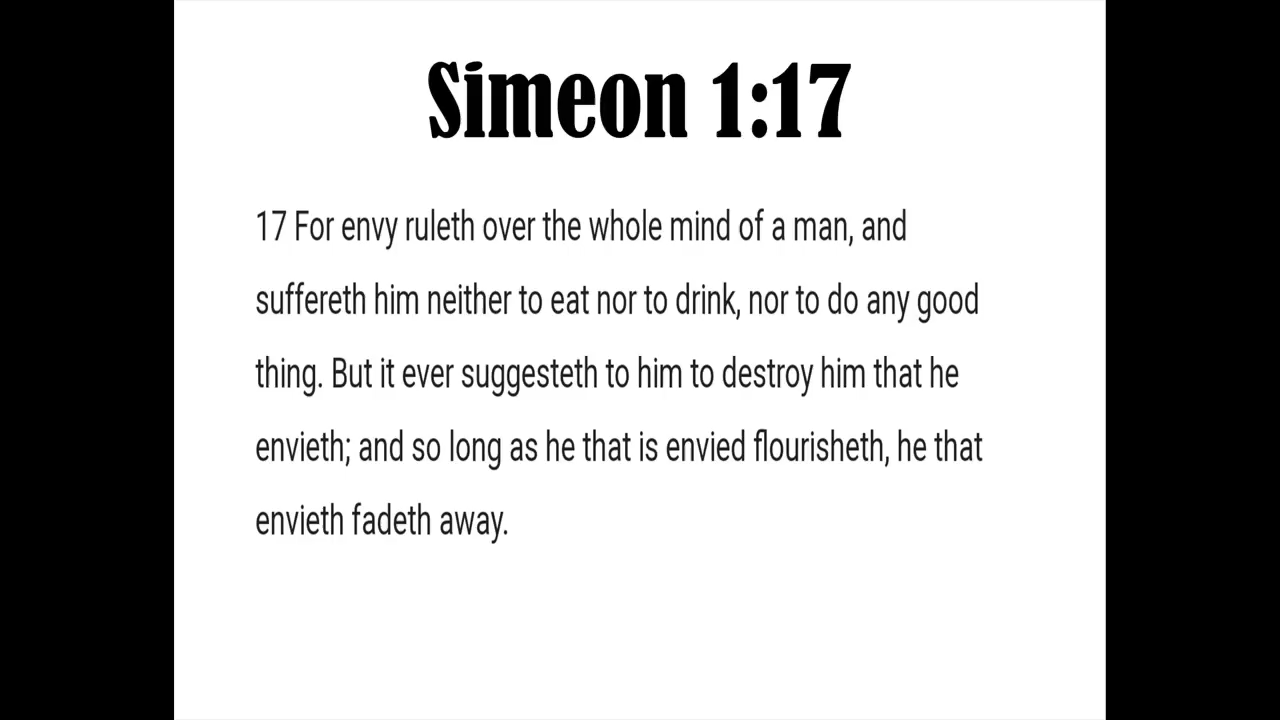 Simeon 1:17
17 For envy ruleth over the whole mind of a man, and
suffereth him neither to eat nor to drink, nor to do any good
thing. But it ever suggesteth to him to destroy him that he
envieth; and so long as he that is envied flourisheth, he that
envieth fadeth away.